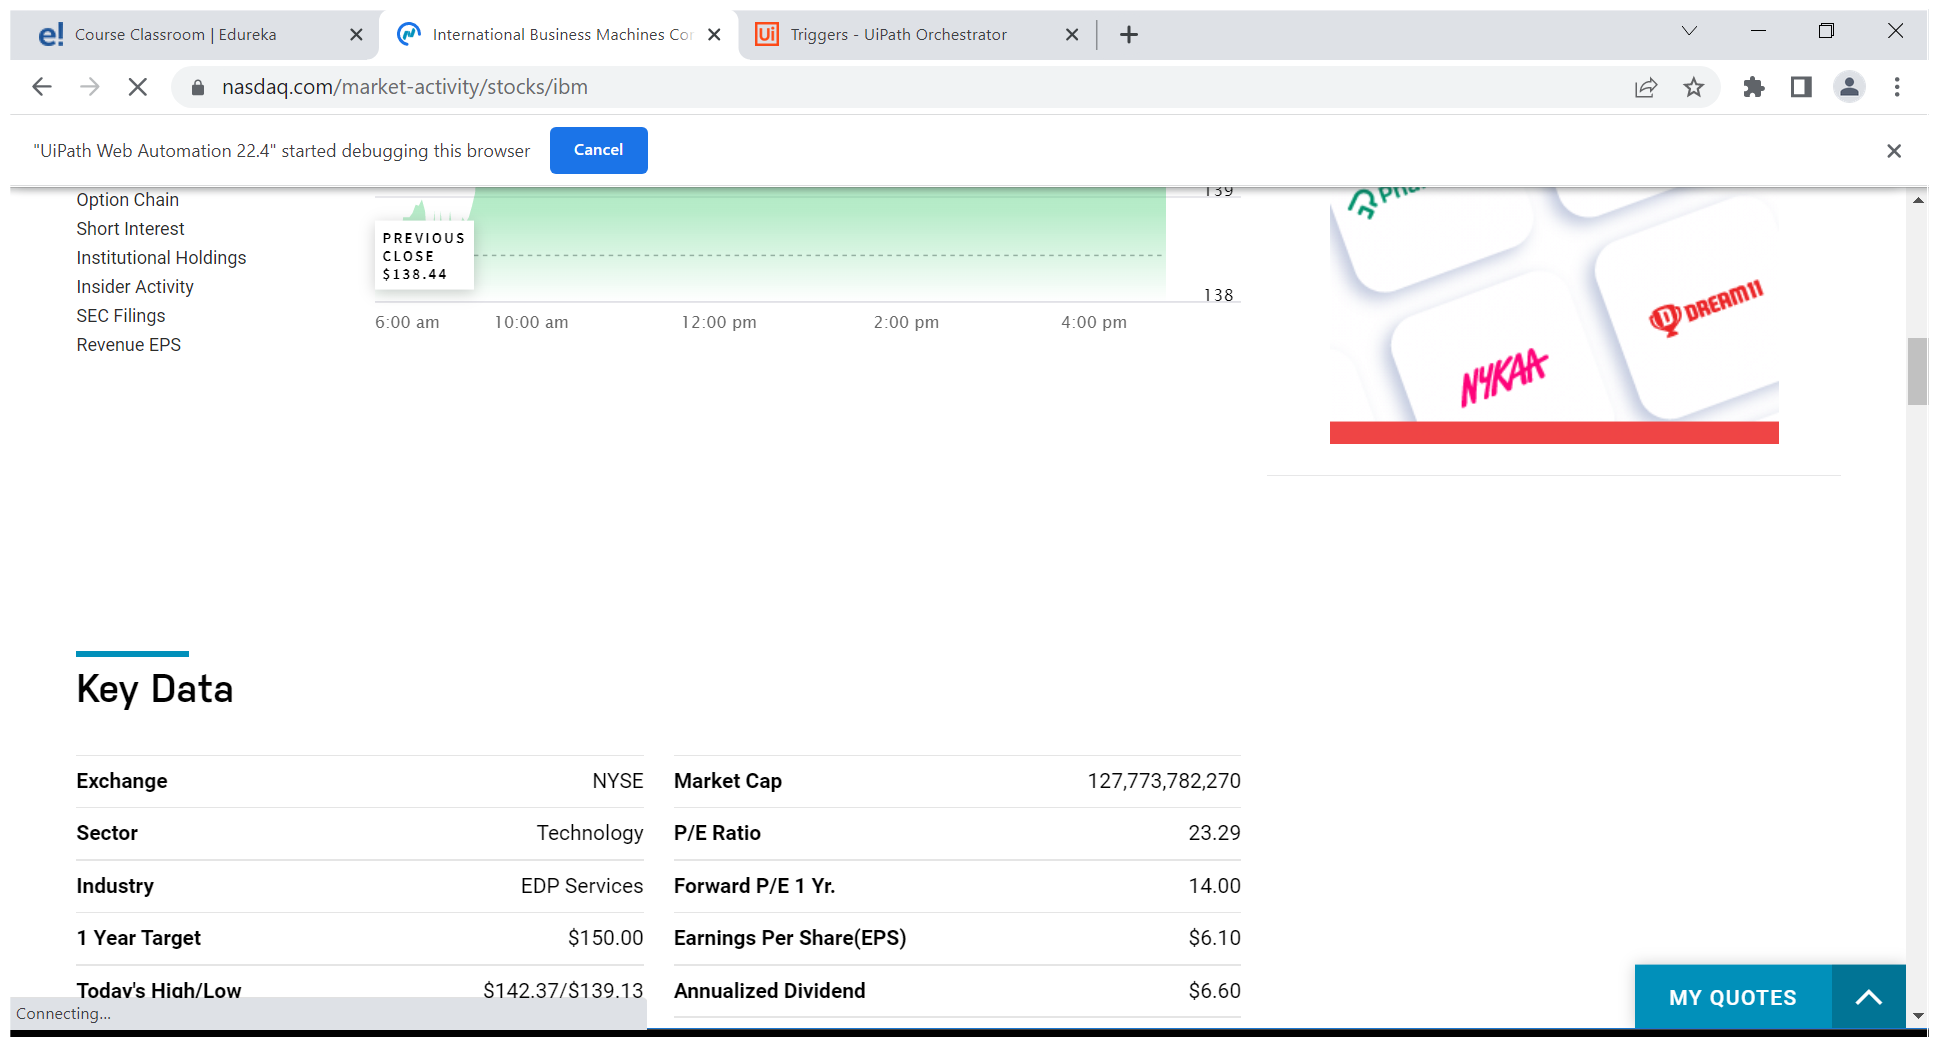 Course Classroom | Edureka
International Business Machines Cor
Ui
Triggers - UiPath Orchestrator
nasdaq.com/market-activity/stocks/ibm
"UiPath Web Automation 22.4" started debugging this browser
Cancel
Option Chain
Short Interest
Institutional Holdings
Insider Activity
SEC Filings
Revenue EPS
139
PREVIOUS
CLOSE
$138.44
138
6:00 am 10:00 am 12:00 pm 2:00 pm 4:00 pm
DREAM11
NYKAA
Key Data
Exchange NYSE Market Cap 127,773,782,270
Sector Technology P/E Ratio 23.29
Industry EDP Services Forward P/E 1 Yr. 14.00
1 Year Target $150.00 Earnings Per Share(EPS) $6.10
Today's High/Low $142.37/$139.13 Annualized Dividend $6.60
MY QUOTES
Connecting...